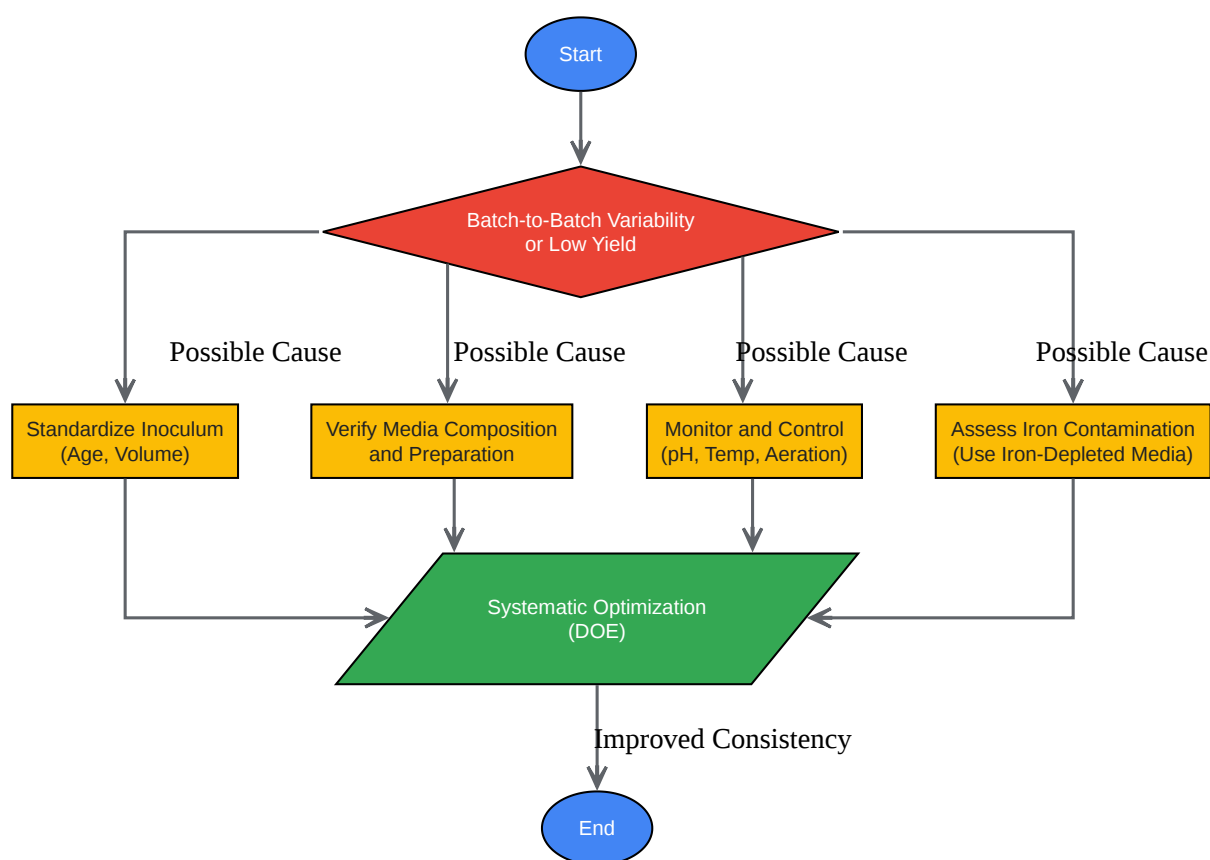 Start
Batch-to-Batch Variability
or Low Yield
Possible Cause
Possible Cause
Possible Cause
Possible Cause
Standardize Inoculum
(Age, Volume)
Verify Media Composition
and Preparation
Monitor and Control
(pH, Temp, Aeration)
Assess Iron Contamination
(Use Iron-Depleted Media)
Systematic Optimization
(DOE)
Improved Consistency
End